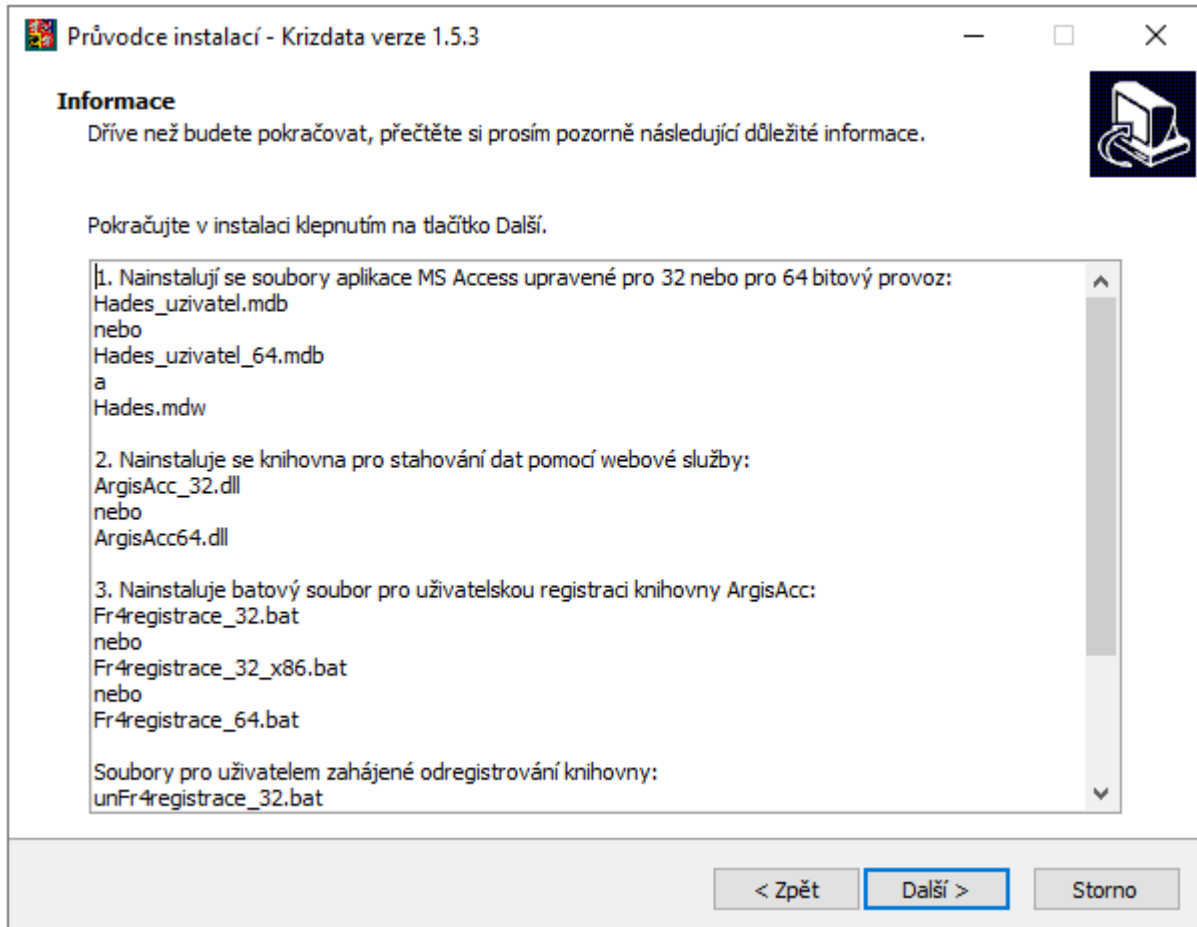 Průvodce instalací - Krizdata verze 1.5.3
Informace
Dříve než budete pokračovat, přečtěte si prosím pozorně následující důležité informace.
Pokračujte v instalaci klepnutím na tlačítko Další.
1. Nainstalují se soubory aplikace MS Access upravené pro 32 nebo pro 64 bitový provoz:
Hades_uzivatel.mdb
nebo
Hades_uzivatel_64.mdb
a
Hades.mdw
2. Nainstaluje se knihovna pro stahování dat pomocí webové služby:
ArgisAcc_32.dll
nebo
ArgisAcc64.dll
3. Nainstaluje batový soubor pro uživatelskou registraci knihovny ArgisAcc:
Fr4registrace_32.bat
nebo
Fr4registrace_32_x86.bat
nebo
Fr4registrace_64.bat
Soubory pro uživatelem zahájené odregistrování knihovny:
unFr4registrace_32.bat
< Zpět
Další >
Storno